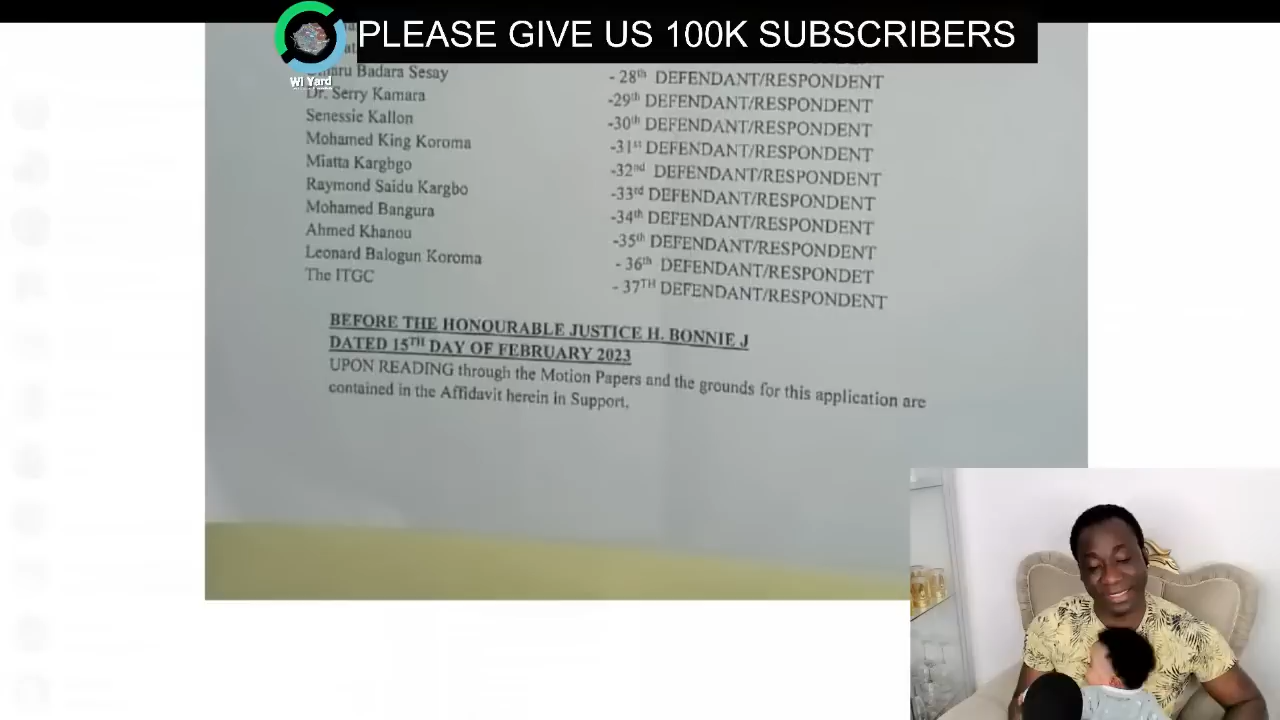 PLEASE GIVE US 100K SUBSCRIBERS
Wi Yard
Badara Sesay - 28th DEFENDANT/RESPONDENT
Dr. Serry Kamara -29th DEFENDANT/RESPONDENT
Senessie Kallon -30th DEFENDANT/RESPONDENT
Mohamed King Koroma -31st DEFENDANT/RESPONDENT
Miatta Kargbgo -32nd DEFENDANT/RESPONDENT
Raymond Saidu Kargbo -33rd DEFENDANT/RESPONDENT
Mohamed Bangura -34th DEFENDANT/RESPONDENT
Ahmed Khanou -35th DEFENDANT/RESPONDENT
Leonard Balogun Koroma - 36th DEFENDANT/RESPONDET
The ITGC - 37TH DEFENDANT/RESPONDENT
BEFORE THE HONOURABLE JUSTICE H. BONNIE J
DATED 15TH DAY OF FEBRUARY 2023
UPON READING through the Motion Papers and the grounds for this application are
contained in the Affidavit herein in Support,